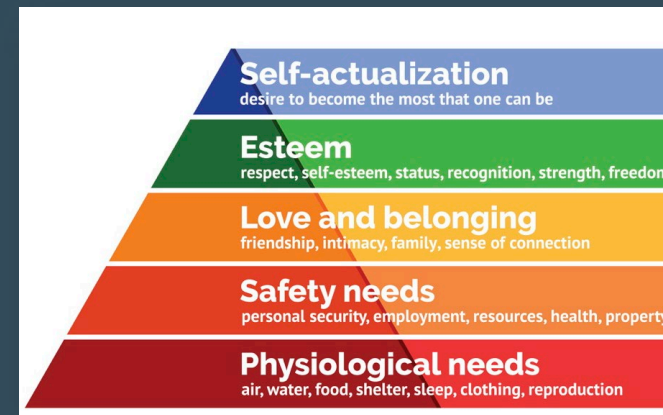 Self-actualization
desire to become the most that one can be
Esteem
respect, self-esteem, status, recognition, strength, freedom
Love and belonging
friendship, intimacy, family, sense of connection
Safety needs
personal security, employment, resources, health, property
Physiological needs
air, water, food, shelter, sleep, clothing, reproduction